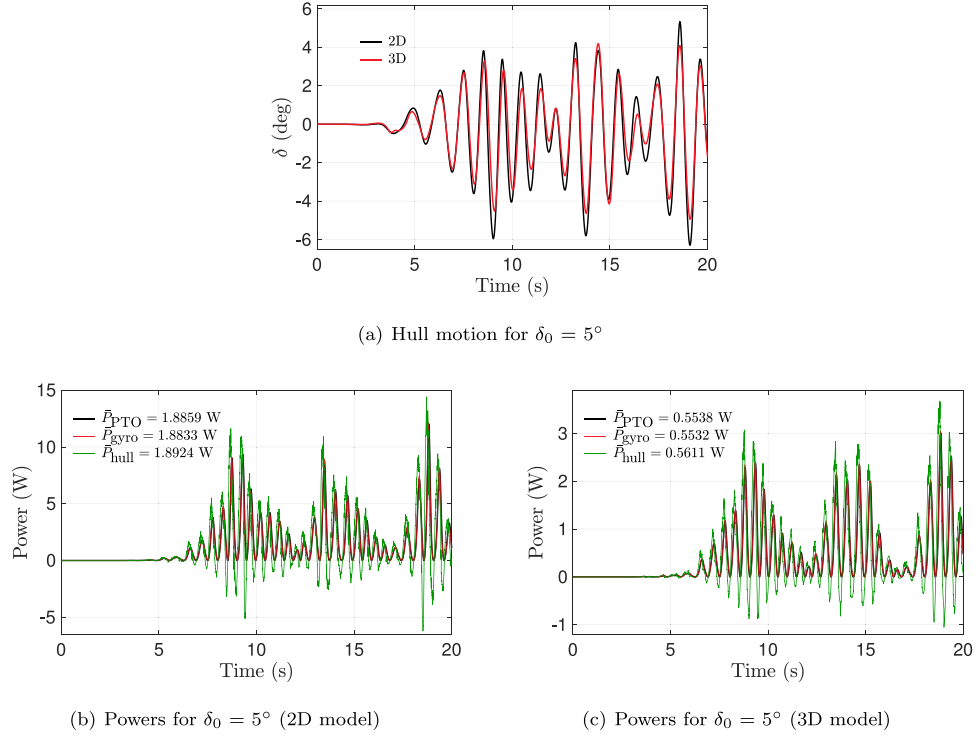 6
4
2
0
-2
-4
-6
δ (deg)
2D
3D
0 5 10 15 20
Time (s)
(a) Hull motion for δ₀ = 5°
15
10
5
0
-5
Power (W)
P̄PTO = 1.8859 W
P̄gyro = 1.8833 W
P̄hull = 1.8924 W
0 5 10 15 20
Time (s)
(b) Powers for δ₀ = 5° (2D model)
3
2
1
0
-1
Power (W)
P̄PTO = 0.5538 W
P̄gyro = 0.5532 W
P̄hull = 0.5611 W
0 5 10 15 20
Time (s)
(c) Powers for δ₀ = 5° (3D model)